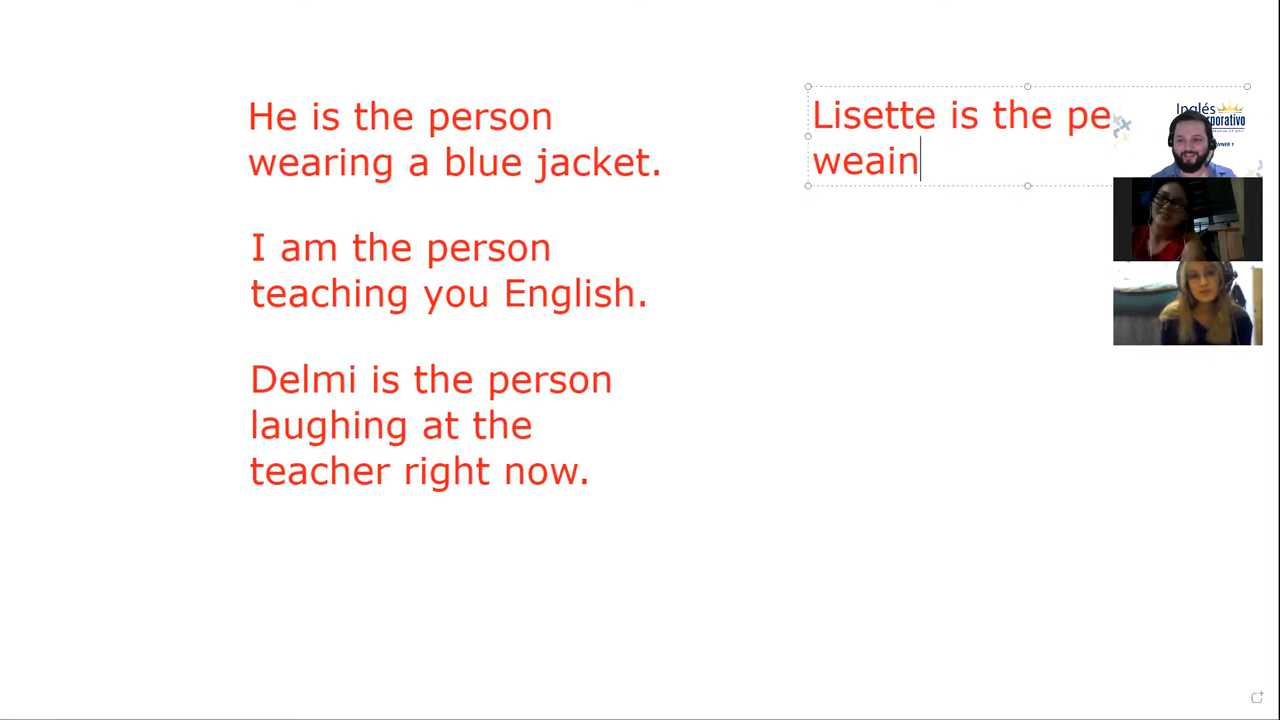 He is the person
wearing a blue jacket.
I am the person
teaching you English.
Delmi is the person
laughing at the
teacher right now.
Lisette is the pe
weain
Inglés